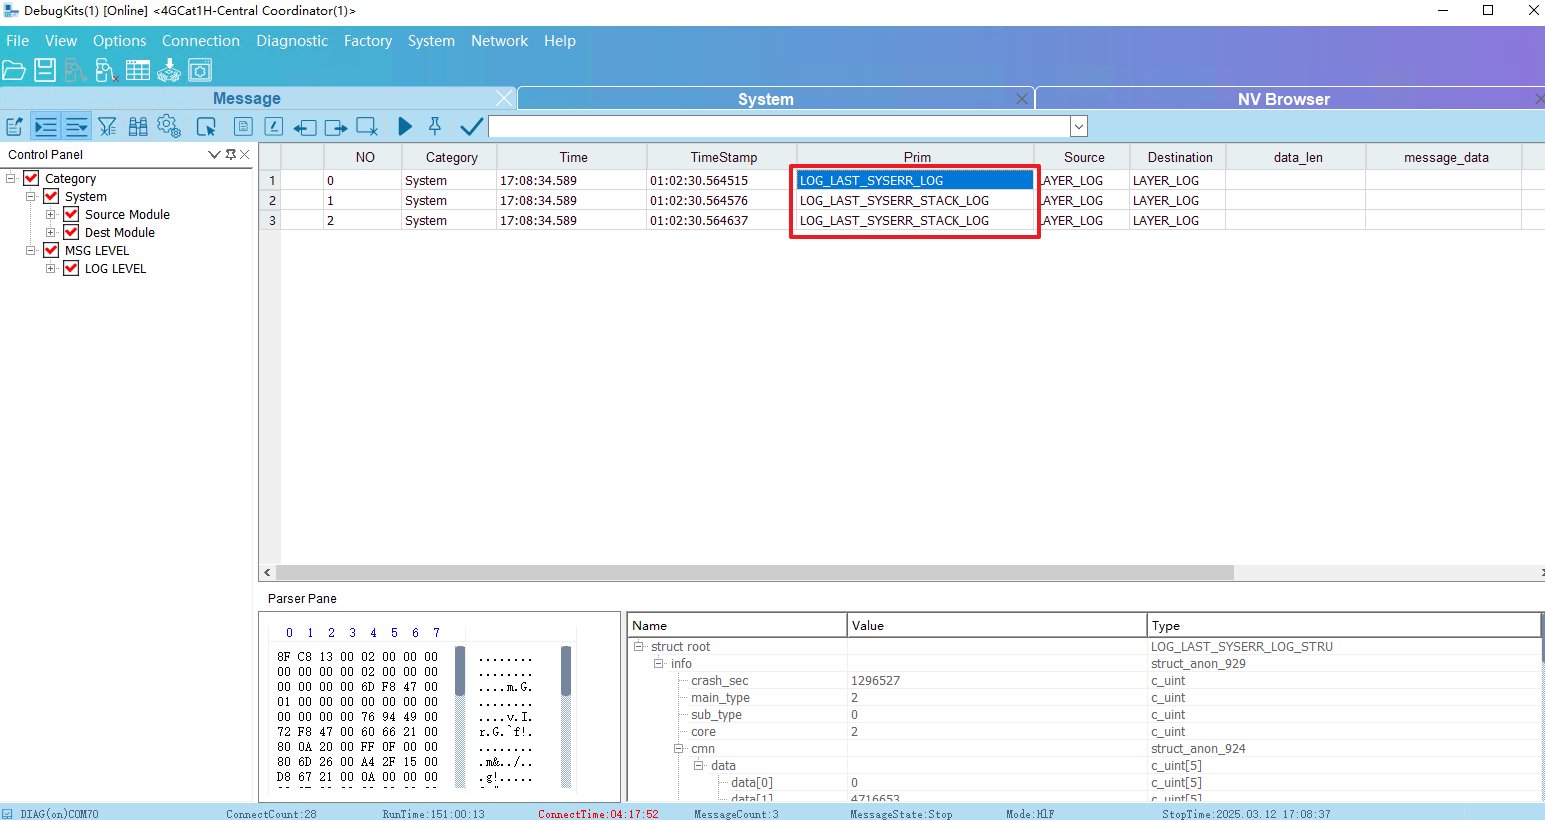 DebugKits(1) [Online] <4GCat1H-Central Coordinator(1)>
File View Options Connection Diagnostic Factory System Network Help
Message System NV Browser
Control Panel
Category
System
Source Module
Dest Module
MSG LEVEL
LOG LEVEL
NO Category Time TimeStamp Prim Source Destination data_len message_data
1 0 System 17:08:34.589 01:02:30.564515 LOG_LAST_SYSERR_LOG LAYER_LOG LAYER_LOG
2 1 System 17:08:34.589 01:02:30.564576 LOG_LAST_SYSERR_STACK_LOG LAYER_LOG LAYER_LOG
3 2 System 17:08:34.589 01:02:30.564637 LOG_LAST_SYSERR_STACK_LOG LAYER_LOG LAYER_LOG
Parser Pane
0 1 2 3 4 5 6 7
8F C8 13 00 02 00 00 00 ........
00 00 00 00 02 00 00 00 ........
00 00 00 00 6D F8 47 00 ....m.G.
01 00 00 00 00 00 00 00 ........
00 00 00 00 76 94 49 00 ....v.I.
72 F8 47 00 60 66 21 00 r.G.`f!.
80 0A 20 00 FF 0F 00 00 ........
80 6D 26 00 A4 2F 15 00 .m&../..
D8 67 21 00 0A 00 00 00 .g!.....
Name Value Type
struct root LOG_LAST_SYSERR_LOG_STRU
info struct_anon_929
crash_sec 1296527 c_uint
main_type 2 c_uint
sub_type 0 c_uint
core 2 c_uint
cmn struct_anon_924
data c_uint[5]
data[0] 0 c_uint[5]
data[1] 4716653 c_uint[5]
DIAG(on)COM70 ConnectCount:28 RunTime:151:00:13 ConnectTime:04:17:52 MessageCount:3 MessageState:Stop Mode:HlF StopTime:2025.03.12 17:08:37